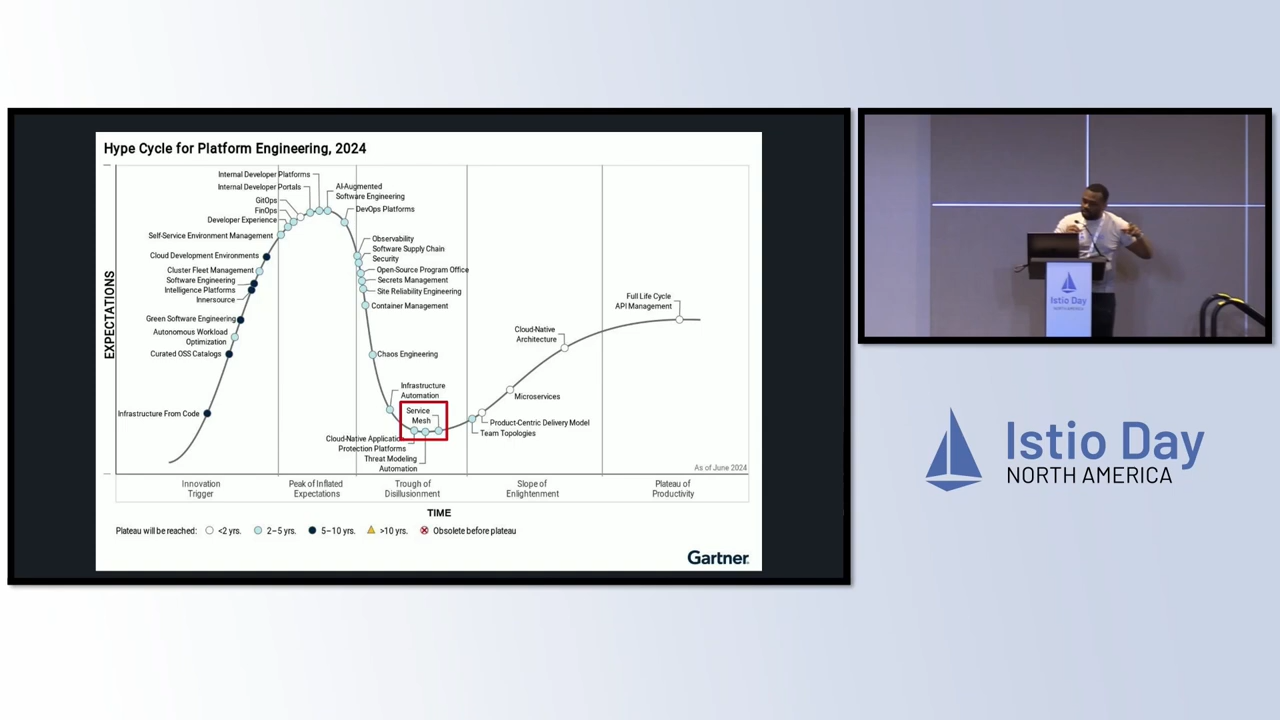 Hype Cycle for Platform Engineering, 2024
EXPECTATIONS
Internal Developer Platforms
Internal Developer Portals
GitOps
FinOps
Developer Experience
Self-Service Environment Management
Cloud Development Environments
Cluster Fleet Management
Software Engineering
Intelligence Platforms
Innersource
Green Software Engineering
Autonomous Workload
Optimization
Curated OSS Catalogs
Infrastructure From Code
AI-Augmented
Software Engineering
DevOps Platforms
Observability
Software Supply Chain
Security
Open-Source Program Office
Secrets Management
Site Reliability Engineering
Container Management
Chaos Engineering
Infrastructure
Automation
Service
Mesh
Cloud-Native Application
Protection Platforms
Threat Modeling
Automation
Full Life Cycle
API Management
Cloud-Native
Architecture
Microservices
Product-Centric Delivery Model
Team Topologies
As of June 2024
Innovation
Trigger
Peak of Inflated
Expectations
Trough of
Disillusionment
Slope of
Enlightenment
Plateau of
Productivity
TIME
Plateau will be reached: <2 yrs. 2–5 yrs. 5–10 yrs. >10 yrs. Obsolete before plateau
Gartner
Istio Day
NORTH AMERICA
Istio Day
NORTH AMERICA